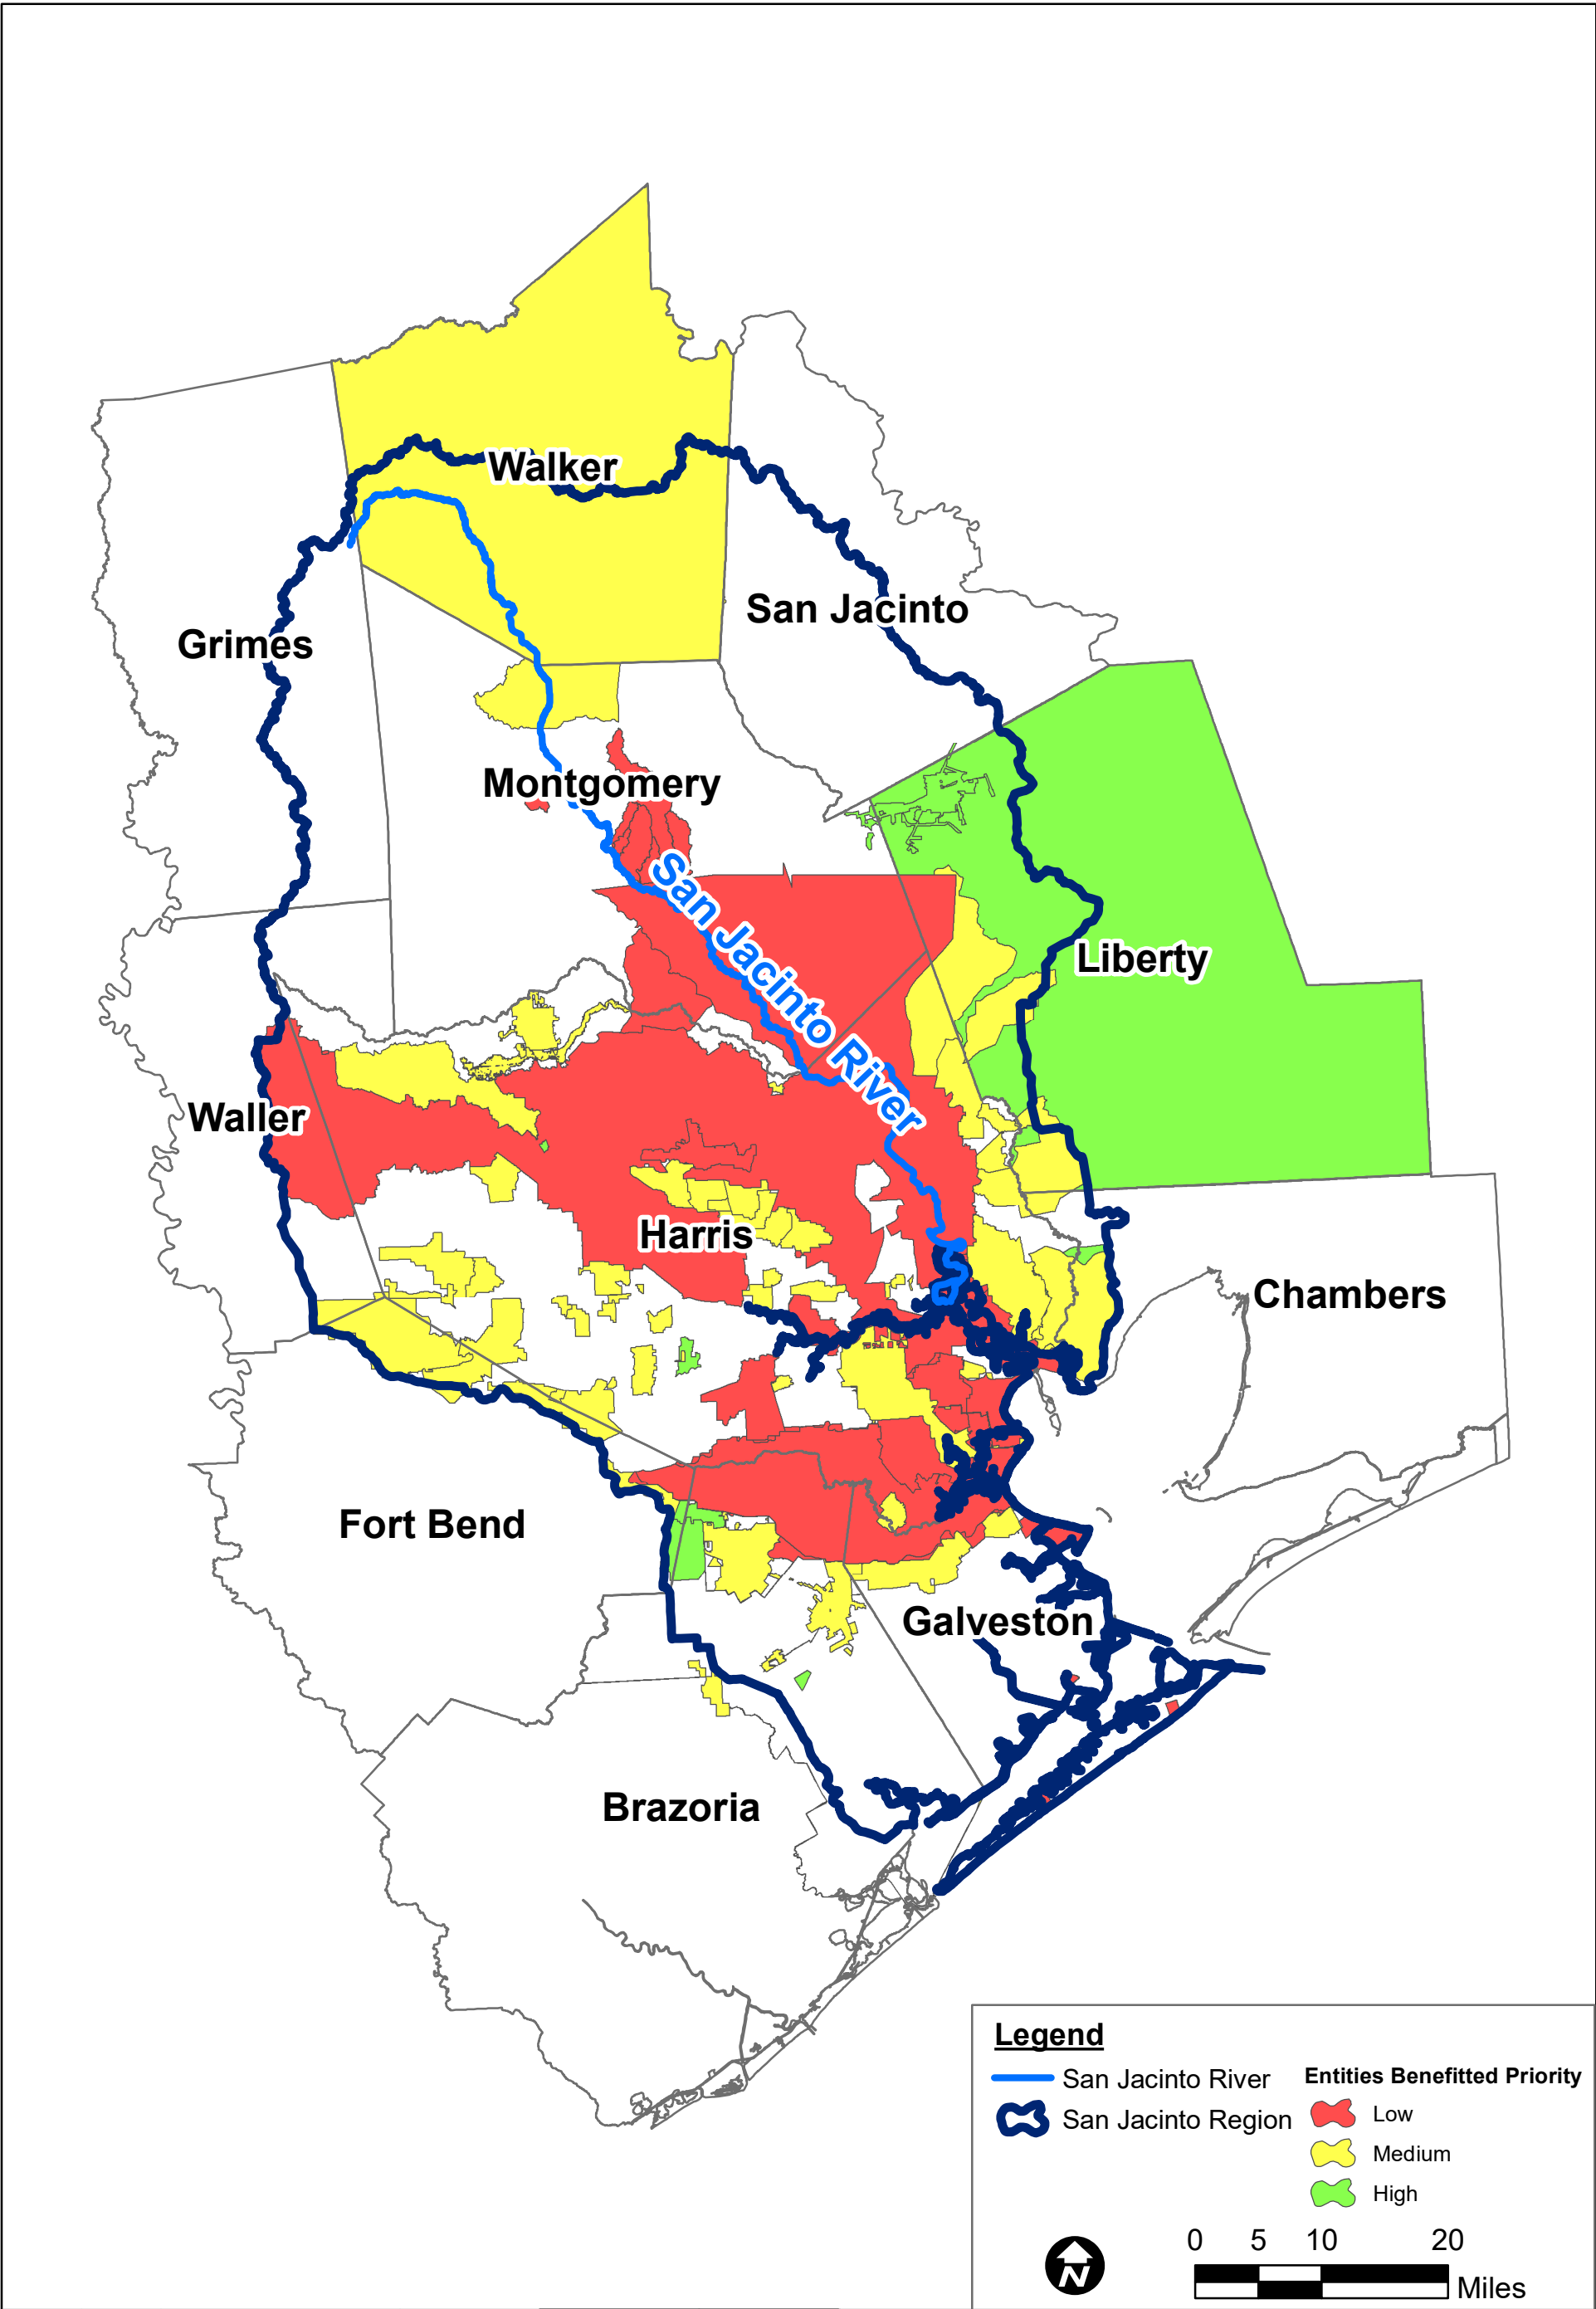 Walker
San Jacinto
Grimes
Montgomery
San Jacinto River
Liberty
Waller
Harris
Chambers
Fort Bend
Galveston
Brazoria
Legend
San Jacinto River
San Jacinto Region
Entities Benefitted Priority
Low
Medium
High
N
0 5 10 20
Miles